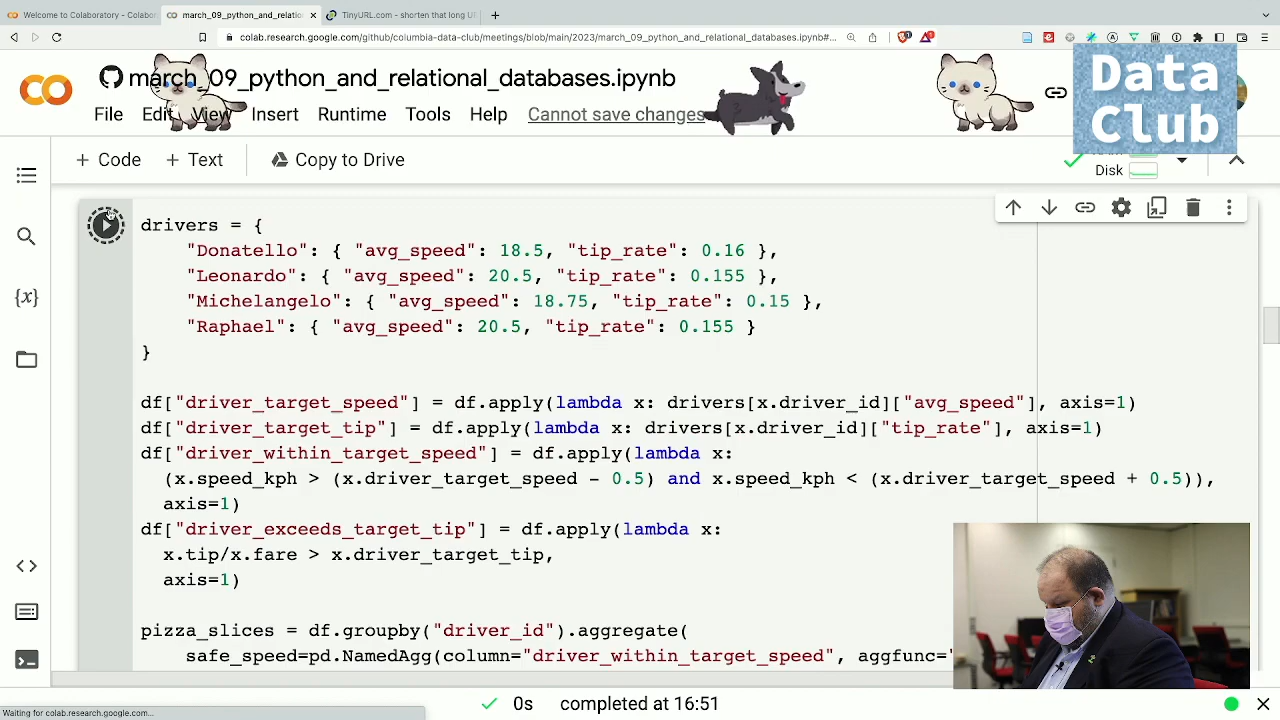 Welcome to Colaboratory - Colabor
march_09_python_and_relatio
TinyURL.com - shorten that long U
colab.research.google.com/github/columbia-data-club/meetings/blob/main/2023/march_09_python_and_relational_databases.ipynb#...
march_09_python_and_relational_databases.ipynb
Data
Club
File Edit View Insert Runtime Tools Help Cannot save changes
+ Code + Text Copy to Drive
Disk
drivers = {
"Donatello": { "avg_speed": 18.5, "tip_rate": 0.16 },
"Leonardo": { "avg_speed": 20.5, "tip_rate": 0.155 },
"Michelangelo": { "avg_speed": 18.75, "tip_rate": 0.15 },
"Raphael": { "avg_speed": 20.5, "tip_rate": 0.155 }
}
df["driver_target_speed"] = df.apply(lambda x: drivers[x.driver_id]["avg_speed"], axis=1)
df["driver_target_tip"] = df.apply(lambda x: drivers[x.driver_id]["tip_rate"], axis=1)
df["driver_within_target_speed"] = df.apply(lambda x:
(x.speed_kph > (x.driver_target_speed - 0.5) and x.speed_kph < (x.driver_target_speed + 0.5)),
axis=1)
df["driver_exceeds_target_tip"] = df.apply(lambda x:
x.tip/x.fare > x.driver_target_tip,
axis=1)
pizza_slices = df.groupby("driver_id").aggregate(
safe_speed=pd.NamedAgg(column="driver_within_target_speed", aggfunc="
0s completed at 16:51
Waiting for colab.research.google.com...